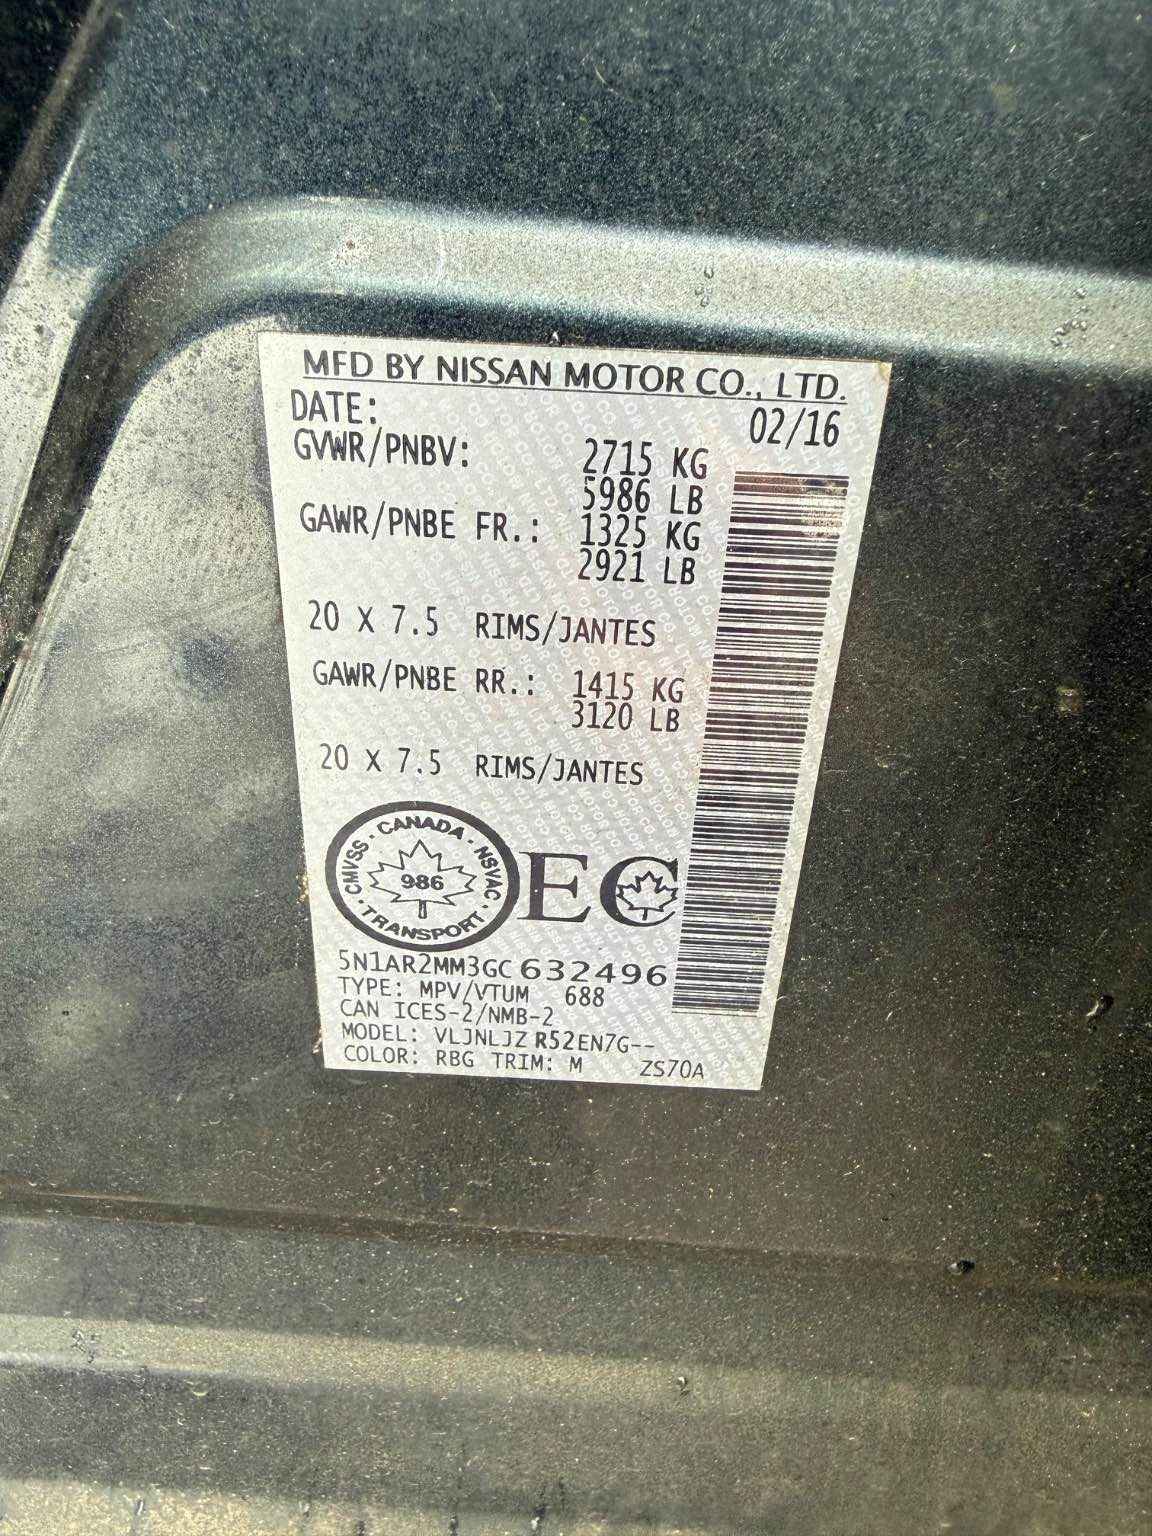 MFD BY NISSAN MOTOR CO., LTD.
DATE: 02/16
GVWR/PNBV: 2715 KG
5986 LB
GAWR/PNBE FR.: 1325 KG
2921 LB
20 X 7.5 RIMS/JANTES
GAWR/PNBE RR.: 1415 KG
3120 LB
20 X 7.5 RIMS/JANTES
CANADA · NSVAC · TRANSPORT · CMVSS ·
986
EC
5N1AR2MM3GC632496
TYPE: MPV/VTUM 688
CAN ICES-2/NMB-2
MODEL: VLJNLJZ R52EN7G--
COLOR: RBG TRIM: M ZS70A